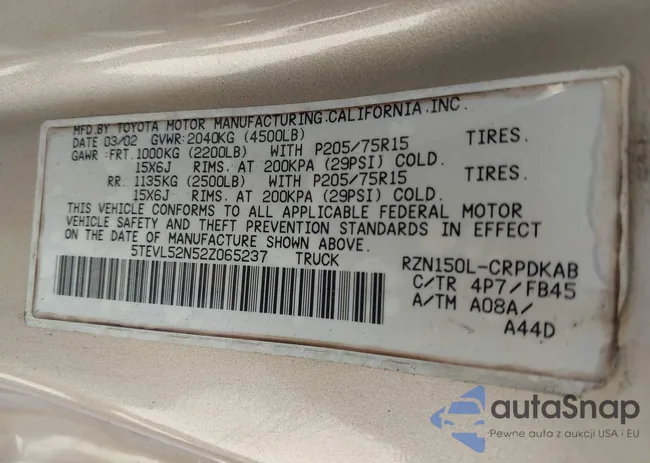 MFD.BY TOYOTA MOTOR MANUFACTURING.CALIFORNIA.INC.
DATE 03/02 GVWR:2040KG (4500LB)
GAWR :FRT.1000KG (2200LB) WITH P205/75R15 TIRES.
15X6J RIMS. AT 200KPA (29PSI) COLD.
RR. 1135KG (2500LB) WITH P205/75R15 TIRES.
15X6J RIMS. AT 200KPA (29PSI) COLD.
THIS VEHICLE CONFORMS TO ALL APPLICABLE FEDERAL MOTOR
VEHICLE SAFETY AND THEFT PREVENTION STANDARDS IN EFFECT
ON THE DATE OF MANUFACTURE SHOWN ABOVE.
5TEVL52N52Z065237 TRUCK
RZN150L-CRPDKAB
C/TR 4P7/FB45
A/TM A08A/
A44D
autaSnap
Pewne auta z aukcji USA i EU